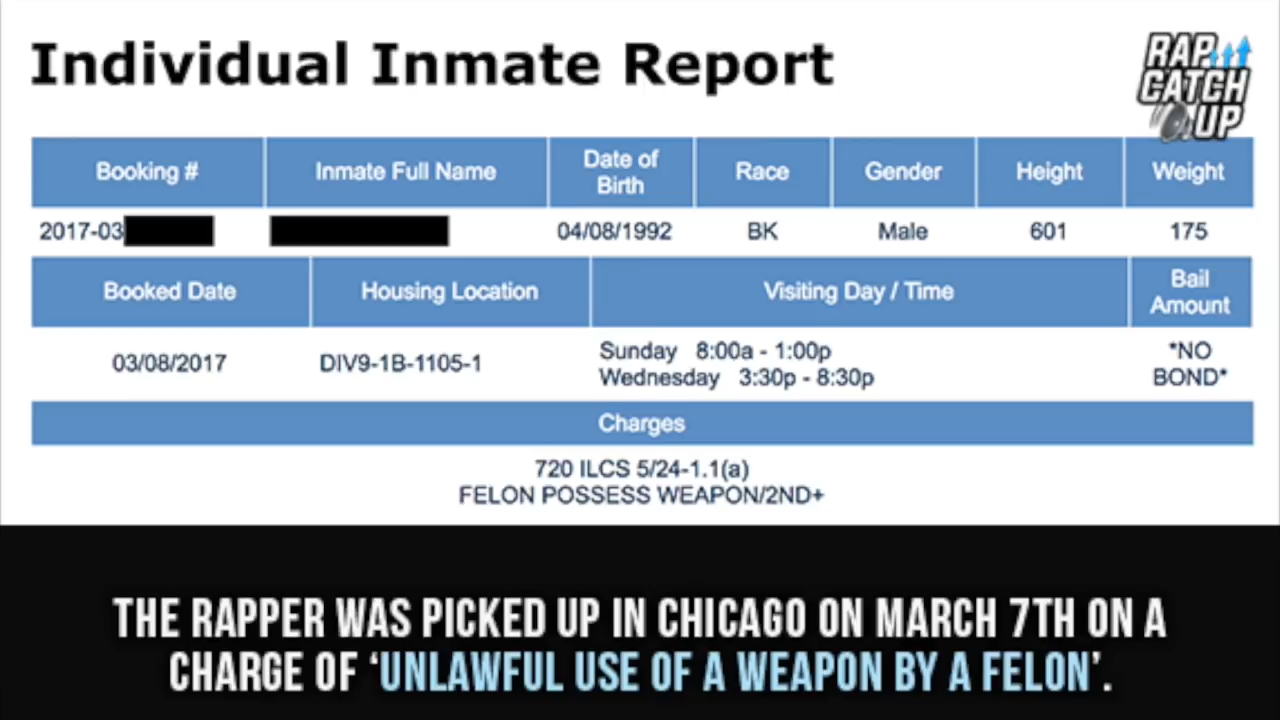 Individual Inmate Report
RAP
CATCH
UP
Booking # Inmate Full Name Date of Birth Race Gender Height Weight
2017-03 04/08/1992 BK Male 601 175
Booked Date Housing Location Visiting Day / Time Bail Amount
03/08/2017 DIV9-1B-1105-1 Sunday 8:00a - 1:00p *NO
Wednesday 3:30p - 8:30p BOND*
Charges
720 ILCS 5/24-1.1(a)
FELON POSSESS WEAPON/2ND+
THE RAPPER WAS PICKED UP IN CHICAGO ON MARCH 7TH ON A
CHARGE OF ‘UNLAWFUL USE OF A WEAPON BY A FELON’.